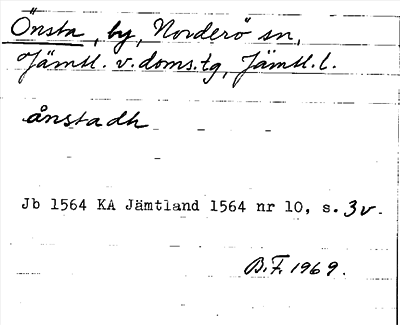 Önsta, by, Norderö sn,
Jämtl. v. doms.tg, Jämtl. l.
ånstadh
Jb 1564 KA Jämtland 1564 nr 10, s. 3v.
B.F. 1969.